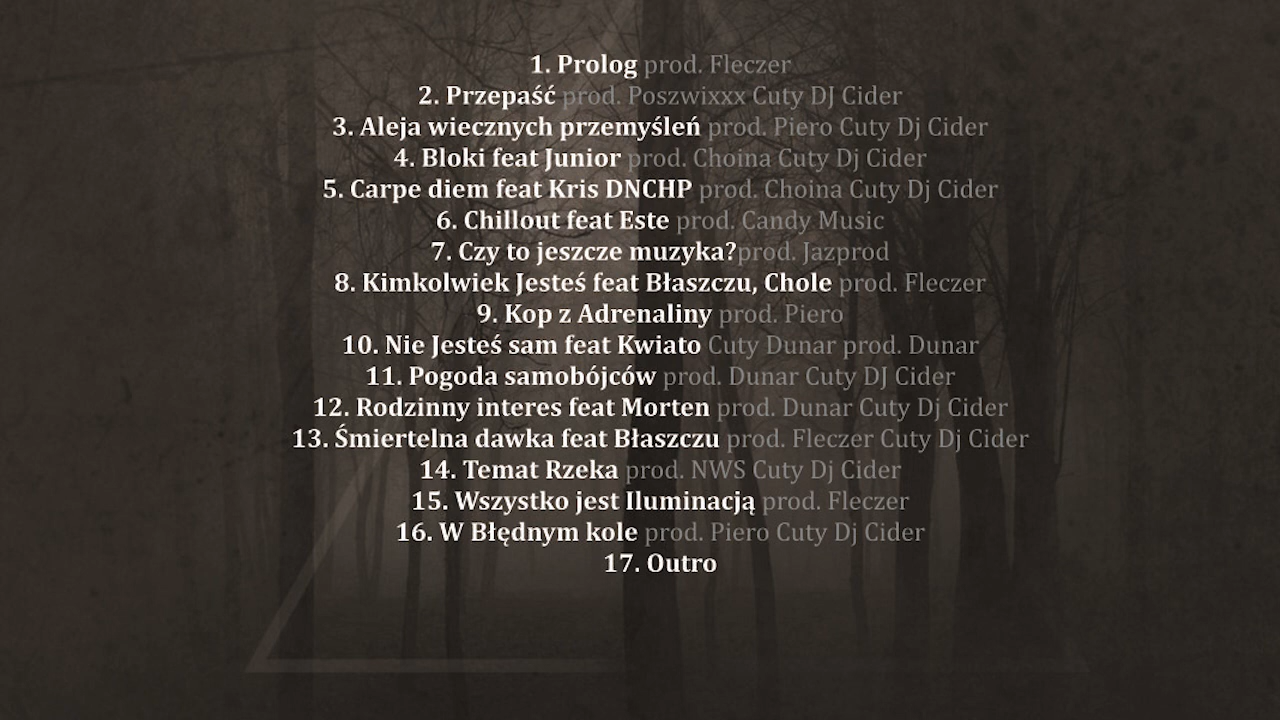 1. Prolog prod. Fleczer
2. Przepaść prod. Poszwixxx Cuty DJ Cider
3. Aleja wiecznych przemyśleń prod. Piero Cuty Dj Cider
4. Bloki feat Junior prod. Choina Cuty Dj Cider
5. Carpe diem feat Kris DNCHP prod. Choina Cuty Dj Cider
6. Chillout feat Este prod. Candy Music
7. Czy to jeszcze muzyka?prod. Jazprod
8. Kimkolwiek Jesteś feat Błaszczu, Chole prod. Fleczer
9. Kop z Adrenaliny prod. Piero
10. Nie Jesteś sam feat Kwiato Cuty Dunar prod. Dunar
11. Pogoda samobójców prod. Dunar Cuty DJ Cider
12. Rodzinny interes feat Morten prod. Dunar Cuty Dj Cider
13. Śmiertelna dawka feat Błaszczu prod. Fleczer Cuty Dj Cider
14. Temat Rzeka prod. NWS Cuty Dj Cider
15. Wszystko jest Iluminacją prod. Fleczer
16. W Błędnym kole prod. Piero Cuty Dj Cider
17. Outro